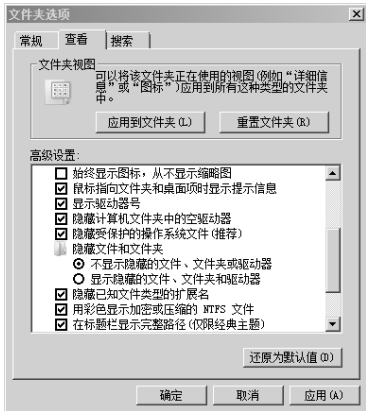 文件夹选项
常规 查看 搜索
文件夹视图
可以将该文件夹正在使用的视图(例如“详细信
息”或“图标”)应用到所有这种类型的文件夹
中。
应用到文件夹(L) 重置文件夹(R)
高级设置:
始终显示图标，从不显示缩略图
鼠标指向文件夹和桌面项时显示提示信息
显示驱动器号
隐藏计算机文件夹中的空驱动器
隐藏受保护的操作系统文件(推荐)
隐藏文件和文件夹
不显示隐藏的文件、文件夹或驱动器
显示隐藏的文件、文件夹和驱动器
隐藏已知文件类型的扩展名
用彩色显示加密或压缩的 NTFS 文件
在标题栏显示完整路径(仅限经典主题)
还原为默认值(D)
确定 取消 应用(A)